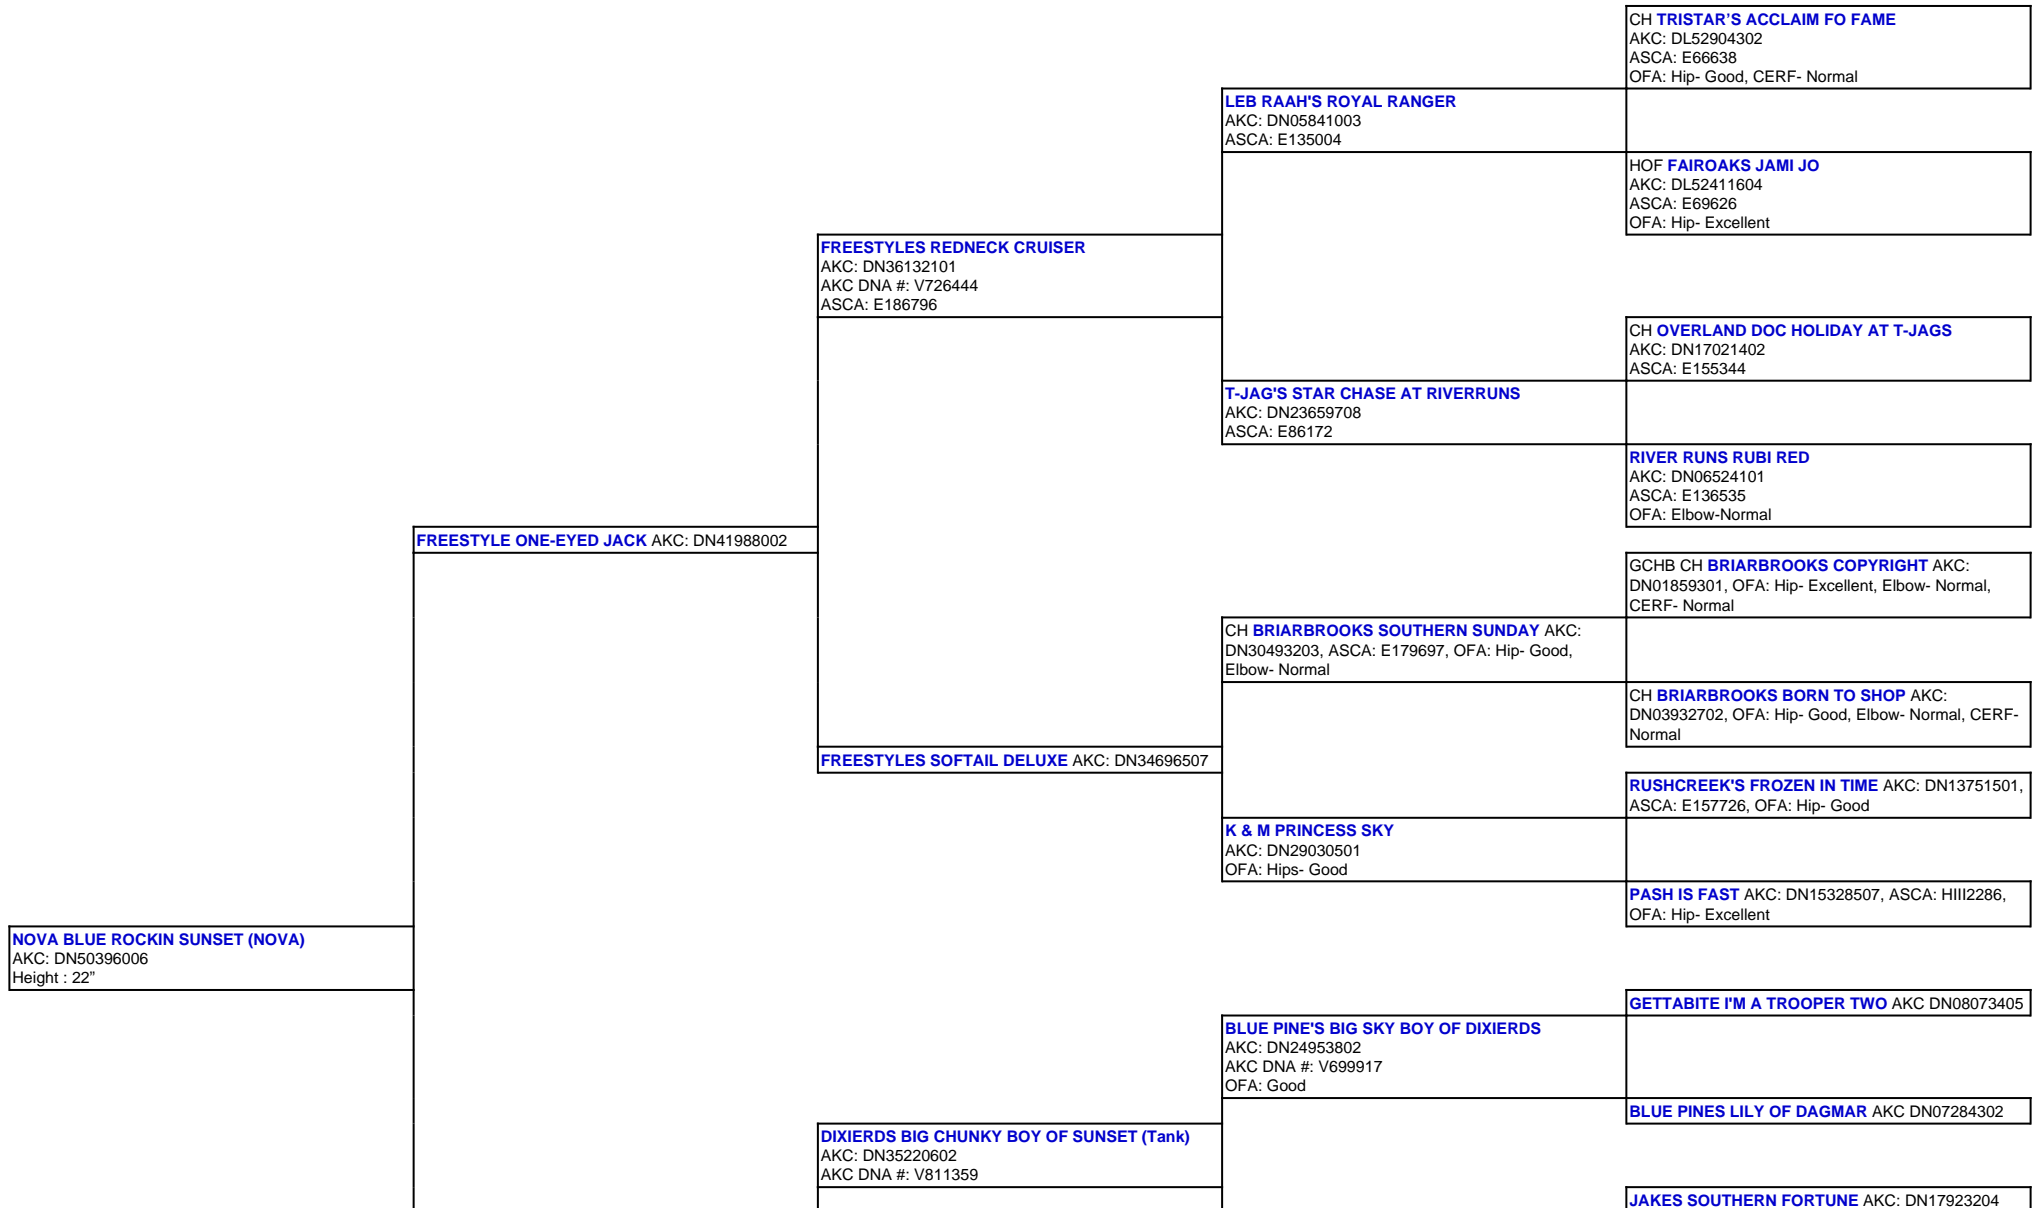 CH TRISTAR’S ACCLAIM FO FAME
AKC: DL52904302
ASCA: E66638
OFA: Hip- Good, CERF- Normal
LEB RAAH'S ROYAL RANGER
AKC: DN05841003
ASCA: E135004
HOF FAIROAKS JAMI JO
AKC: DL52411604
ASCA: E69626
OFA: Hip- Excellent
FREESTYLES REDNECK CRUISER
AKC: DN36132101
AKC DNA #: V726444
ASCA: E186796
CH OVERLAND DOC HOLIDAY AT T-JAGS
AKC: DN17021402
ASCA: E155344
T-JAG'S STAR CHASE AT RIVERRUNS
AKC: DN23659708
ASCA: E86172
RIVER RUNS RUBI RED
AKC: DN06524101
ASCA: E136535
OFA: Elbow-Normal
FREESTYLE ONE-EYED JACK AKC: DN41988002
GCHB CH BRIARBROOKS COPYRIGHT AKC:
DN01859301, OFA: Hip- Excellent, Elbow- Normal,
CERF- Normal
CH BRIARBROOKS SOUTHERN SUNDAY AKC:
DN30493203, ASCA: E179697, OFA: Hip- Good,
Elbow- Normal
CH BRIARBROOKS BORN TO SHOP AKC:
DN03932702, OFA: Hip- Good, Elbow- Normal, CERF-
Normal
FREESTYLES SOFTAIL DELUXE AKC: DN34696507
RUSHCREEK'S FROZEN IN TIME AKC: DN13751501,
ASCA: E157726, OFA: Hip- Good
K & M PRINCESS SKY
AKC: DN29030501
OFA: Hips- Good
PASH IS FAST AKC: DN15328507, ASCA: HIII2286,
OFA: Hip- Excellent
NOVA BLUE ROCKIN SUNSET (NOVA)
AKC: DN50396006
Height : 22”
GETTABITE I'M A TROOPER TWO AKC DN08073405
BLUE PINE'S BIG SKY BOY OF DIXIERDS
AKC: DN24953802
AKC DNA #: V699917
OFA: Good
BLUE PINES LILY OF DAGMAR AKC DN07284302
DIXIERDS BIG CHUNKY BOY OF SUNSET (Tank)
AKC: DN35220602
AKC DNA #: V811359
JAKES SOUTHERN FORTUNE AKC: DN17923204